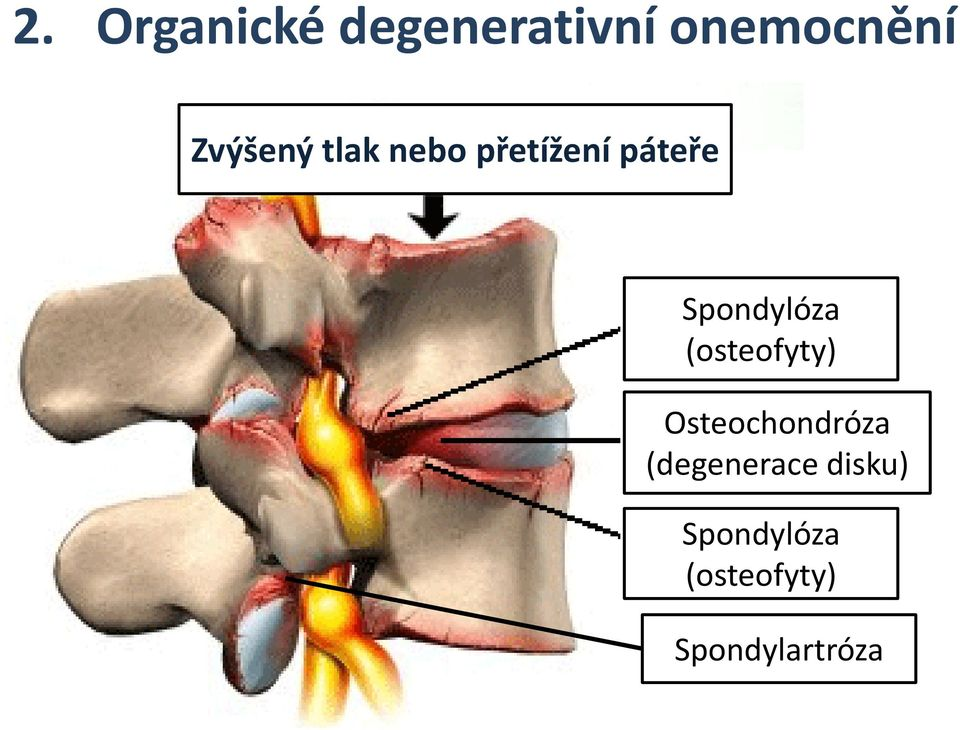 2. Organické degenerativní onemocnění
Zvýšený tlak nebo přetížení páteře
Spondylóza
(osteofyty)
Osteochondróza
(degenerace disku)
Spondylóza
(osteofyty)
Spondylartróza